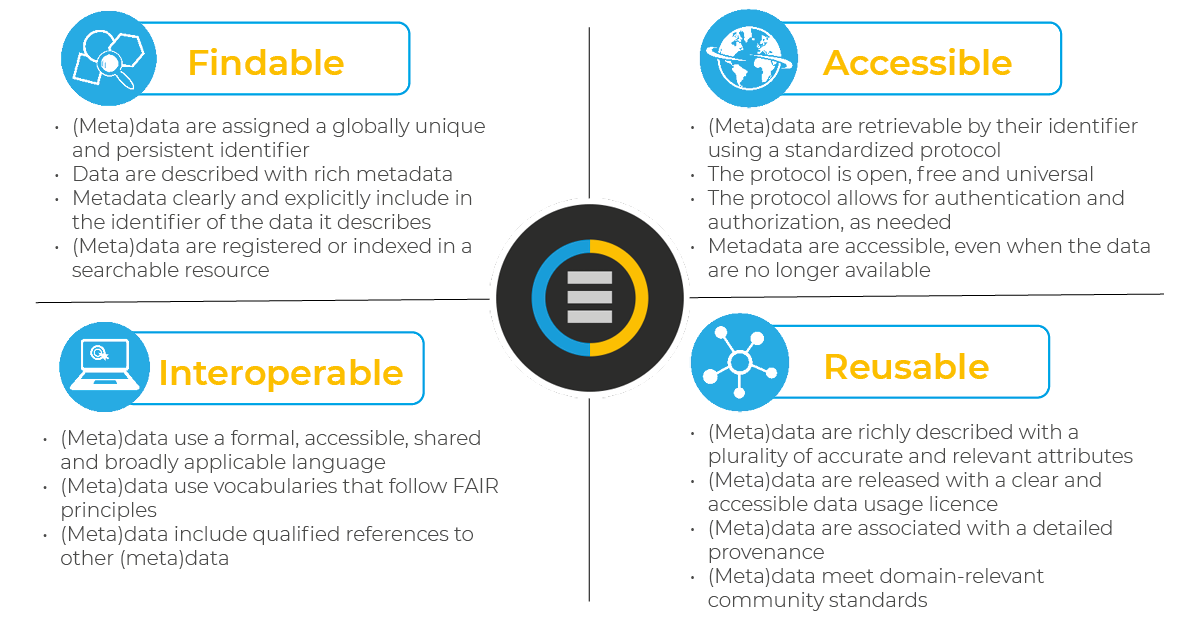 Findable
• (Meta)data are assigned a globally unique
and persistent identifier
• Data are described with rich metadata
• Metadata clearly and explicitly include in
the identifier of the data it describes
• (Meta)data are registered or indexed in a
searchable resource
Accessible
• (Meta)data are retrievable by their identifier
using a standardized protocol
• The protocol is open, free and universal
• The protocol allows for authentication and
authorization, as needed
• Metadata are accessible, even when the data
are no longer available
Interoperable
• (Meta)data use a formal, accessible, shared
and broadly applicable language
• (Meta)data use vocabularies that follow FAIR
principles
• (Meta)data include qualified references to
other (meta)data
Reusable
• (Meta)data are richly described with a
plurality of accurate and relevant attributes
• (Meta)data are released with a clear and
accessible data usage licence
• (Meta)data are associated with a detailed
provenance
• (Meta)data meet domain-relevant
community standards